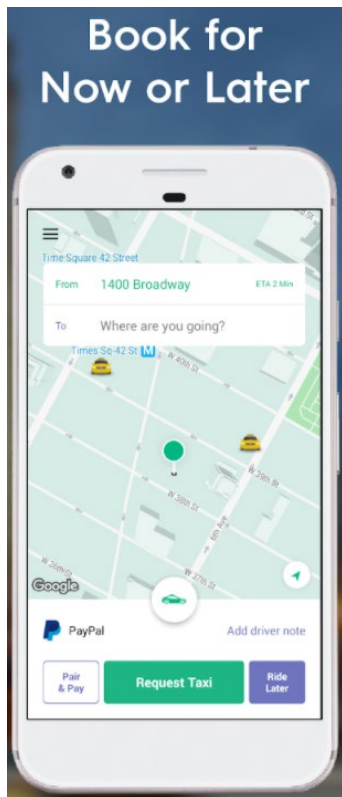 Book for
Now or Later
Time Square 42 Street
From 1400 Broadway ETA 2 Min
To Where are you going?
Times Sq-42 St M
W 40th St
W 39th St
W 38th St
6th Ave
W 37th St
W 36th St
Google
PayPal Add driver note
Pair
& Pay
Request Taxi
Ride
Later